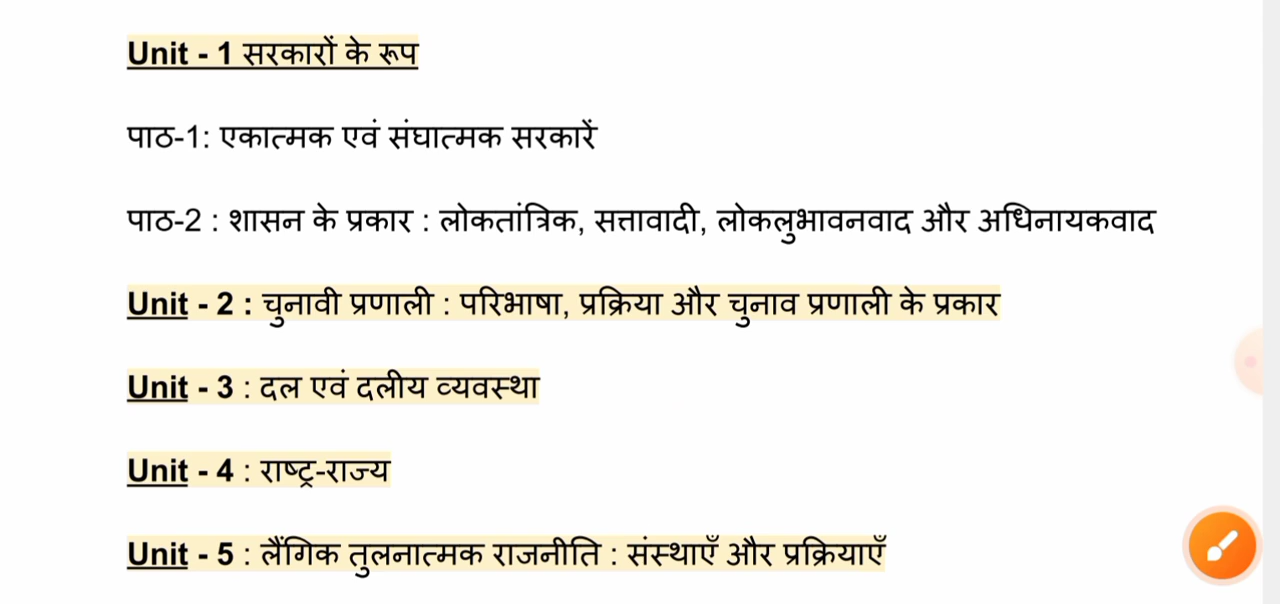 Unit - 1 सरकारों के रूप
पाठ-1: एकात्मक एवं संघात्मक सरकारें
पाठ-2 : शासन के प्रकार : लोकतांत्रिक, सत्तावादी, लोकलुभावनवाद और अधिनायकवाद
Unit - 2 : चुनावी प्रणाली : परिभाषा, प्रक्रिया और चुनाव प्रणाली के प्रकार
Unit - 3 : दल एवं दलीय व्यवस्था
Unit - 4 : राष्ट्र-राज्य
Unit - 5 : लैंगिक तुलनात्मक राजनीति : संस्थाएँ और प्रक्रियाएँ